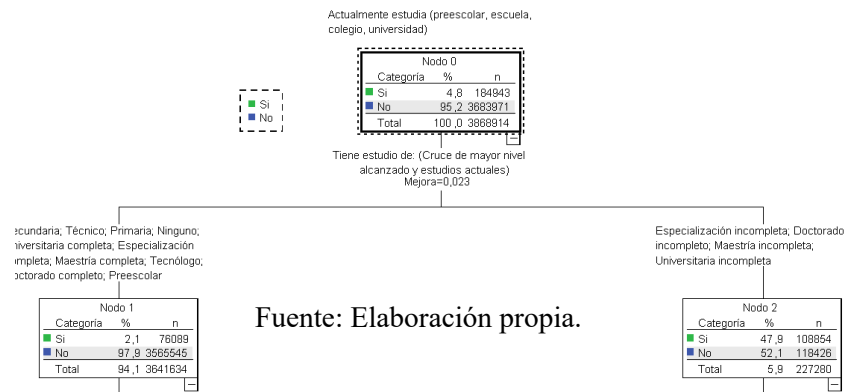 Actualmente estudia (preescolar, escuela,
colegio, universidad)
Nodo 0
Categoría % n
Si 4,8 184943
No 95,2 3683971
Total 100,0 3868914
Si
No
Tiene estudio de: (Cruce de mayor nivel
alcanzado y estudios actuales)
Mejora=0,023
ecundaria; Técnico; Primaria; Ninguno;
niversitaria completa; Especialización
mpleta; Maestría completa; Tecnólogo;
octorado completo; Preescolar
Nodo 1
Categoría % n
Si 2,1 76089
No 97,9 3565545
Total 94,1 3641634
Especialización incompleta; Doctorado
incompleto; Maestría incompleta;
Universitaria incompleta
Nodo 2
Categoría % n
Si 47,9 108854
No 52,1 118426
Total 5,9 227280
Fuente: Elaboración propia.